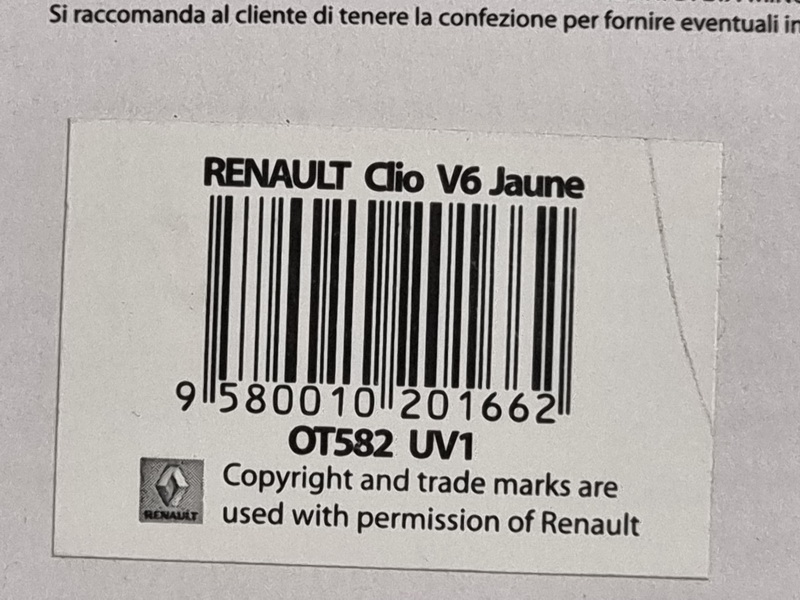 Si raccomanda al cliente di tenere la confezione per fornire eventuali in
RENAULT Clio V6 Jaune
9 580010 201662
OT582 UV1
RENAULT
Copyright and trade marks are
used with permission of Renault